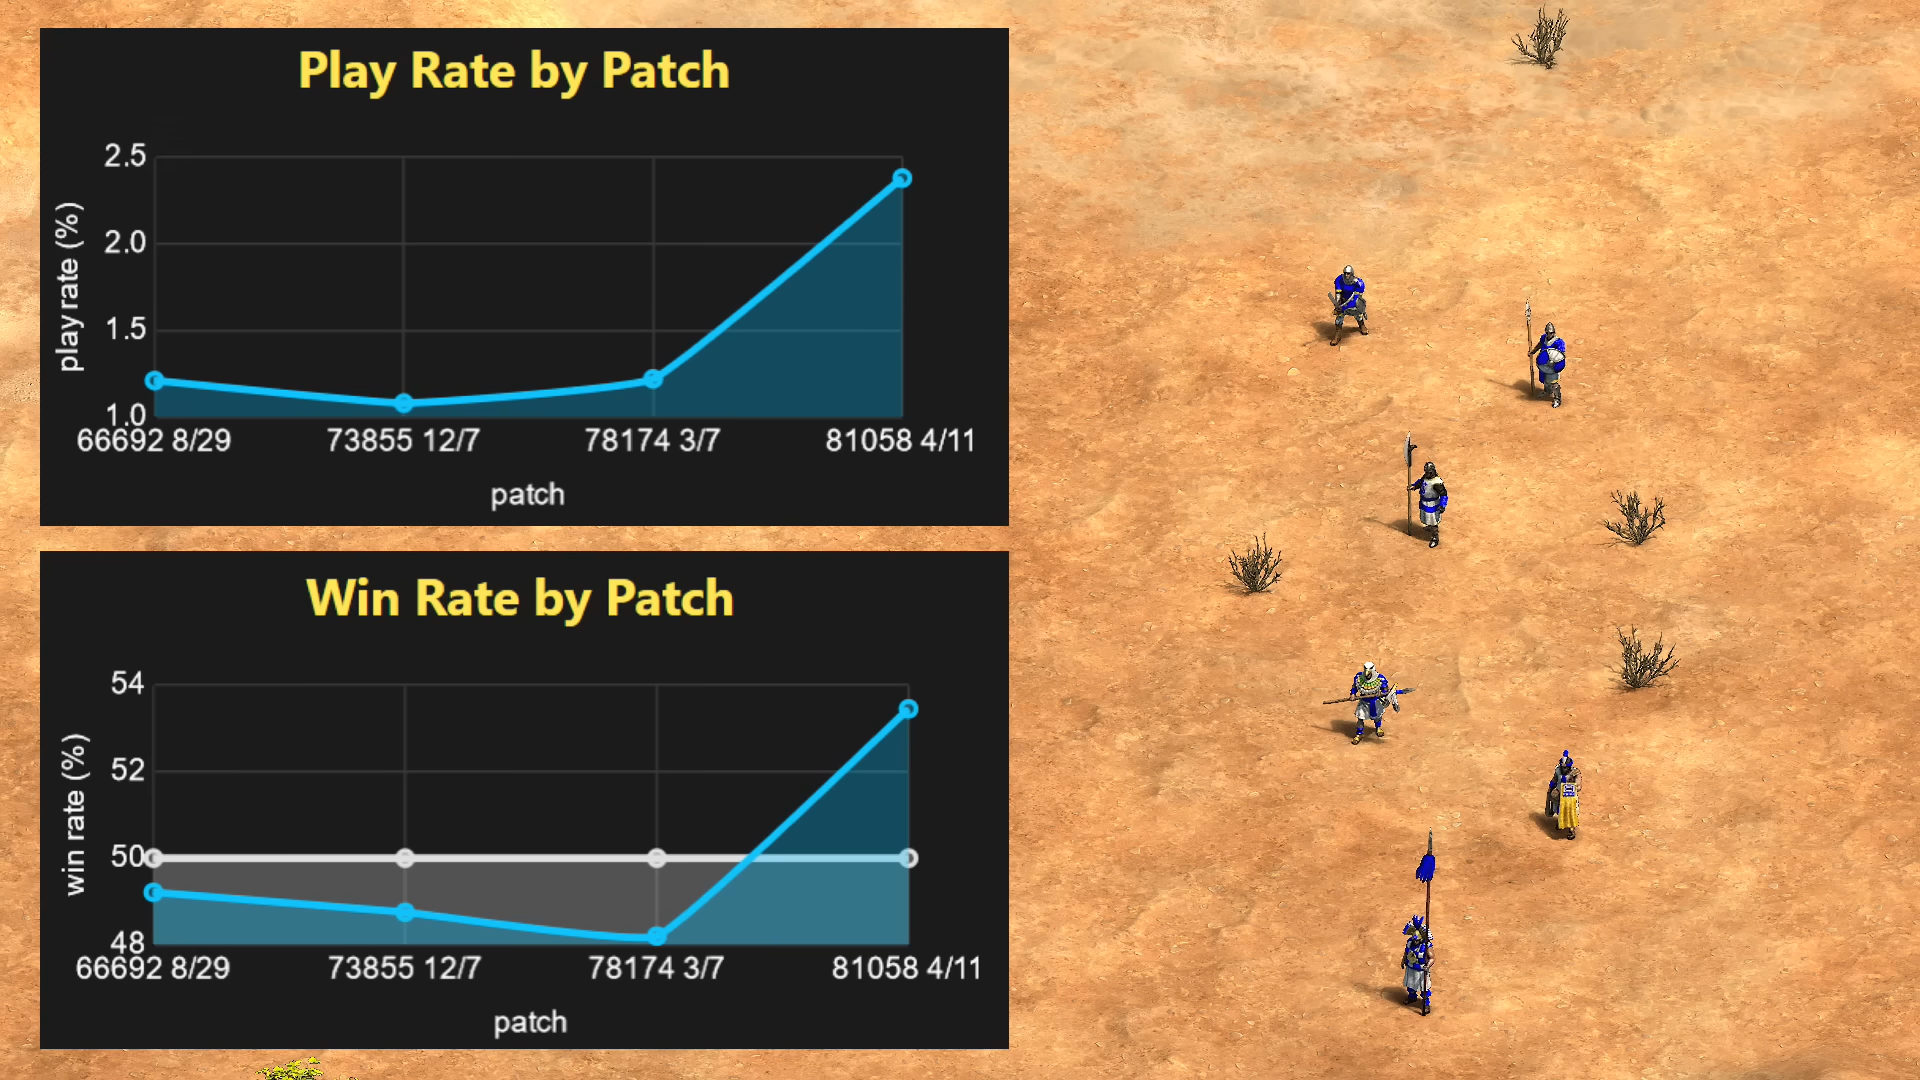 Play Rate by Patch
2.5
2.0
1.5
1.0
play rate (%)
66692 8/29
73855 12/7
78174 3/7
81058 4/11
patch
Win Rate by Patch
54
52
50
48
win rate (%)
66692 8/29
73855 12/7
78174 3/7
81058 4/11
patch